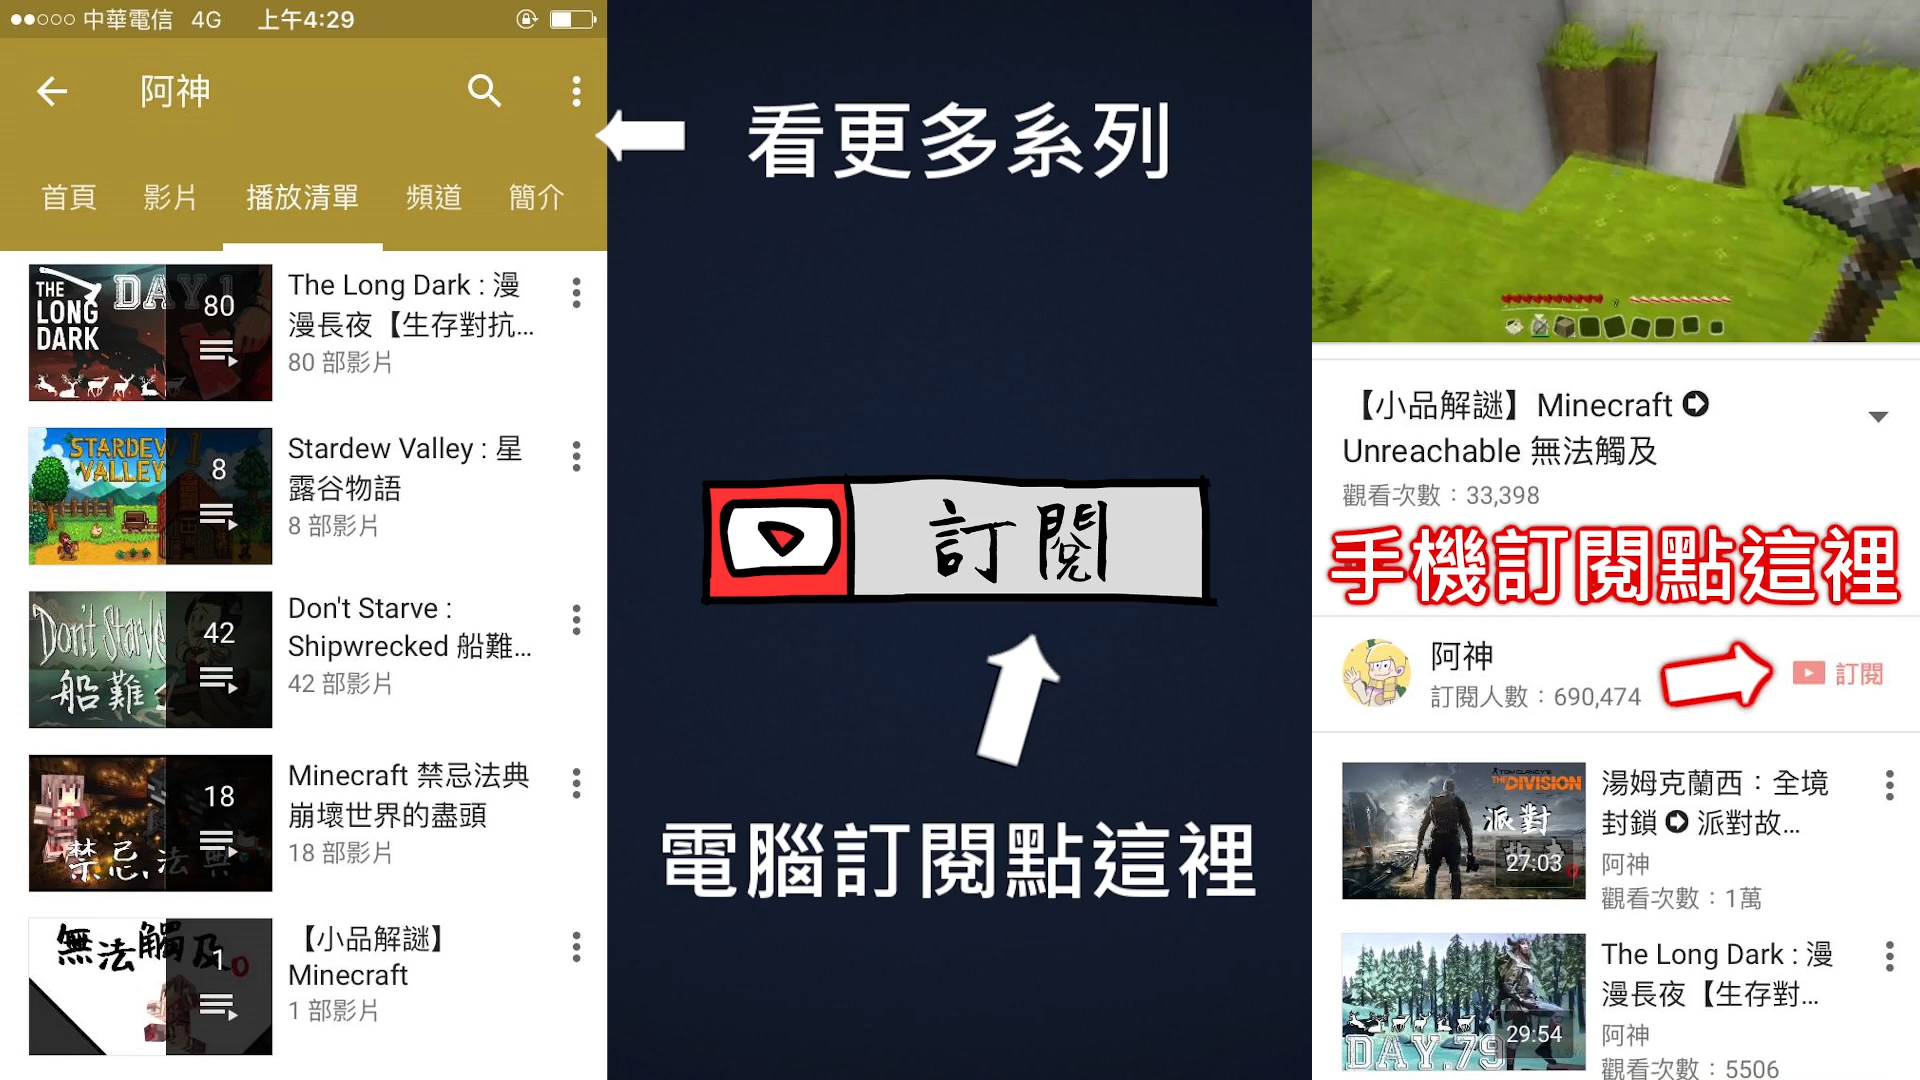 中華電信 4G 上午4:29
阿神
首頁 影片 播放清單 頻道 簡介
THE LONG DARK
DAY.1
80
The Long Dark : 漫
漫長夜【生存對抗...
80 部影片
STARDEW VALLEY
1
8
Stardew Valley : 星
露谷物語
8 部影片
Don't Starve
船難
42
Don't Starve :
Shipwrecked 船難...
42 部影片
禁忌法典
18
Minecraft 禁忌法典
崩壞世界的盡頭
18 部影片
無法觸及
1
【小品解謎】
Minecraft
1 部影片
看更多系列
訂閱
電腦訂閱點這裡
【小品解謎】Minecraft ➲
Unreachable 無法觸及
觀看次數：33,398
手機訂閱點這裡
阿神
訂閱人數：690,474
訂閱
TOM CLANCY'S
THE DIVISION
派對
27:03
湯姆克蘭西：全境
封鎖 ➲ 派對故...
阿神
觀看次數：1萬
DAY.79
29:54
The Long Dark : 漫
漫長夜【生存對...
阿神
觀看次數：5506